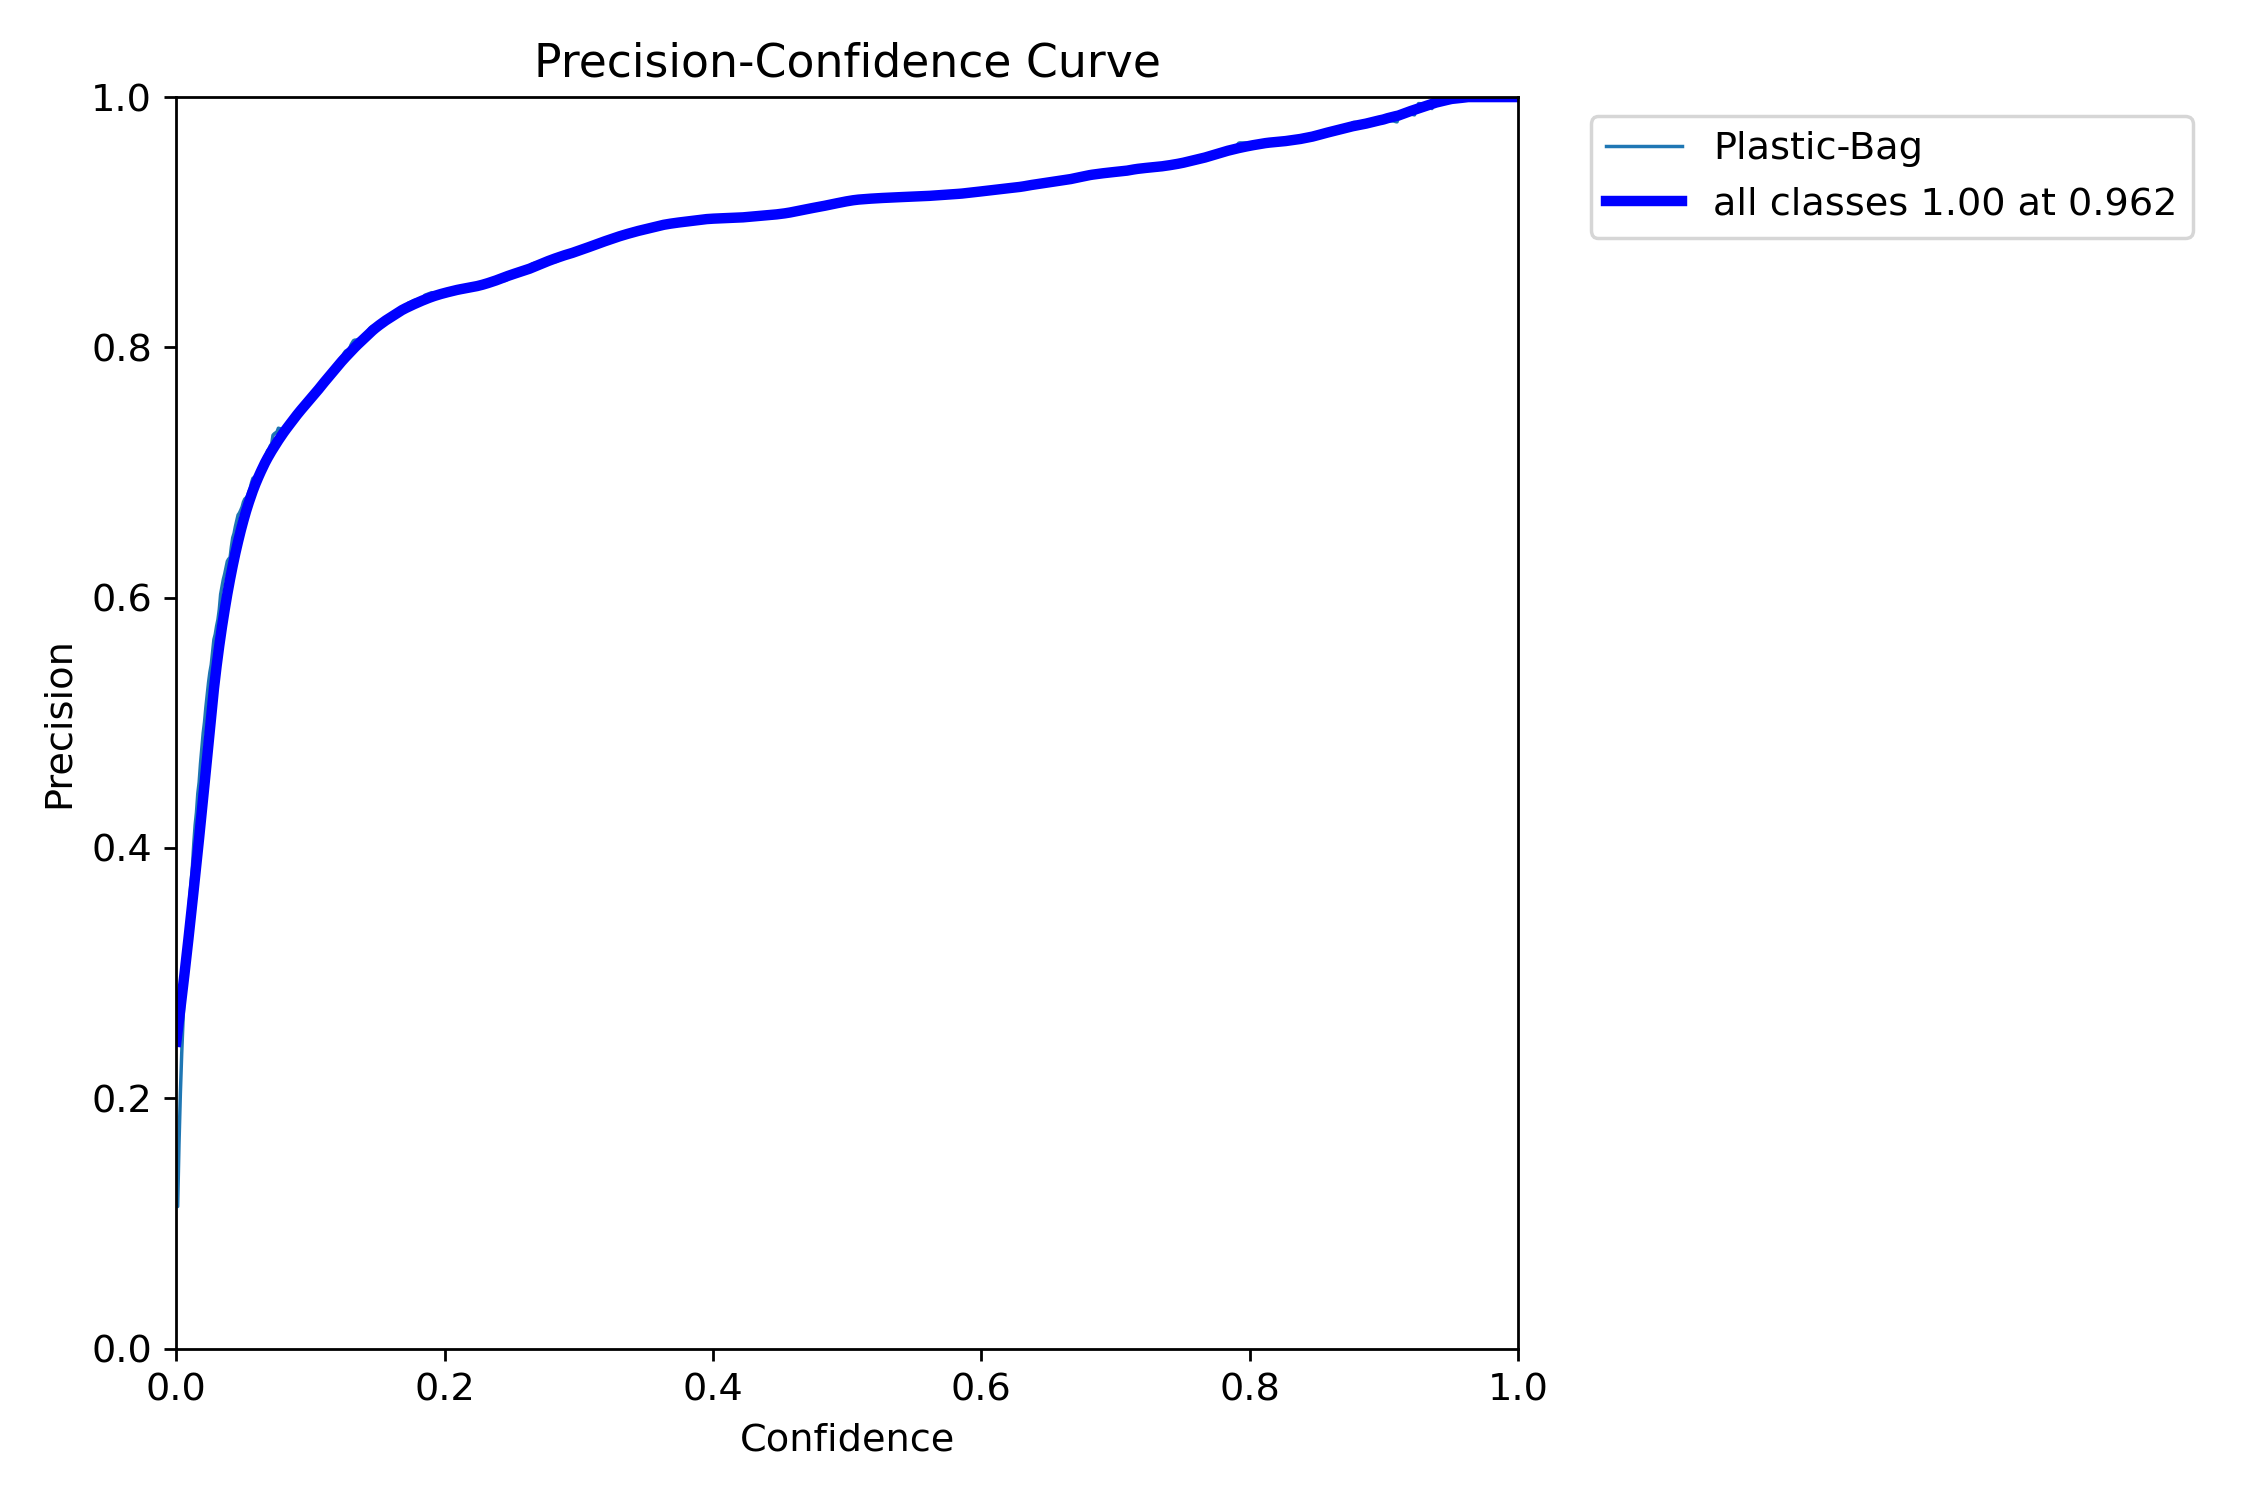 Precision-Confidence Curve
1.0
0.8
0.6
0.4
0.2
0.0
Precision
0.0 0.2 0.4 0.6 0.8 1.0
Confidence
Plastic-Bag
all classes 1.00 at 0.962